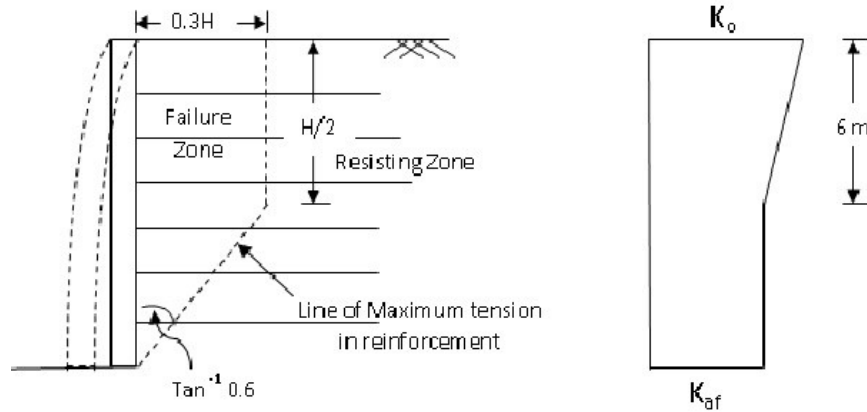 0.3H
K₀
Failure
Zone
H/2
6 m
Resisting Zone
Line of Maximum tension
in reinforcement
Tan⁻¹ 0.6
Kaf